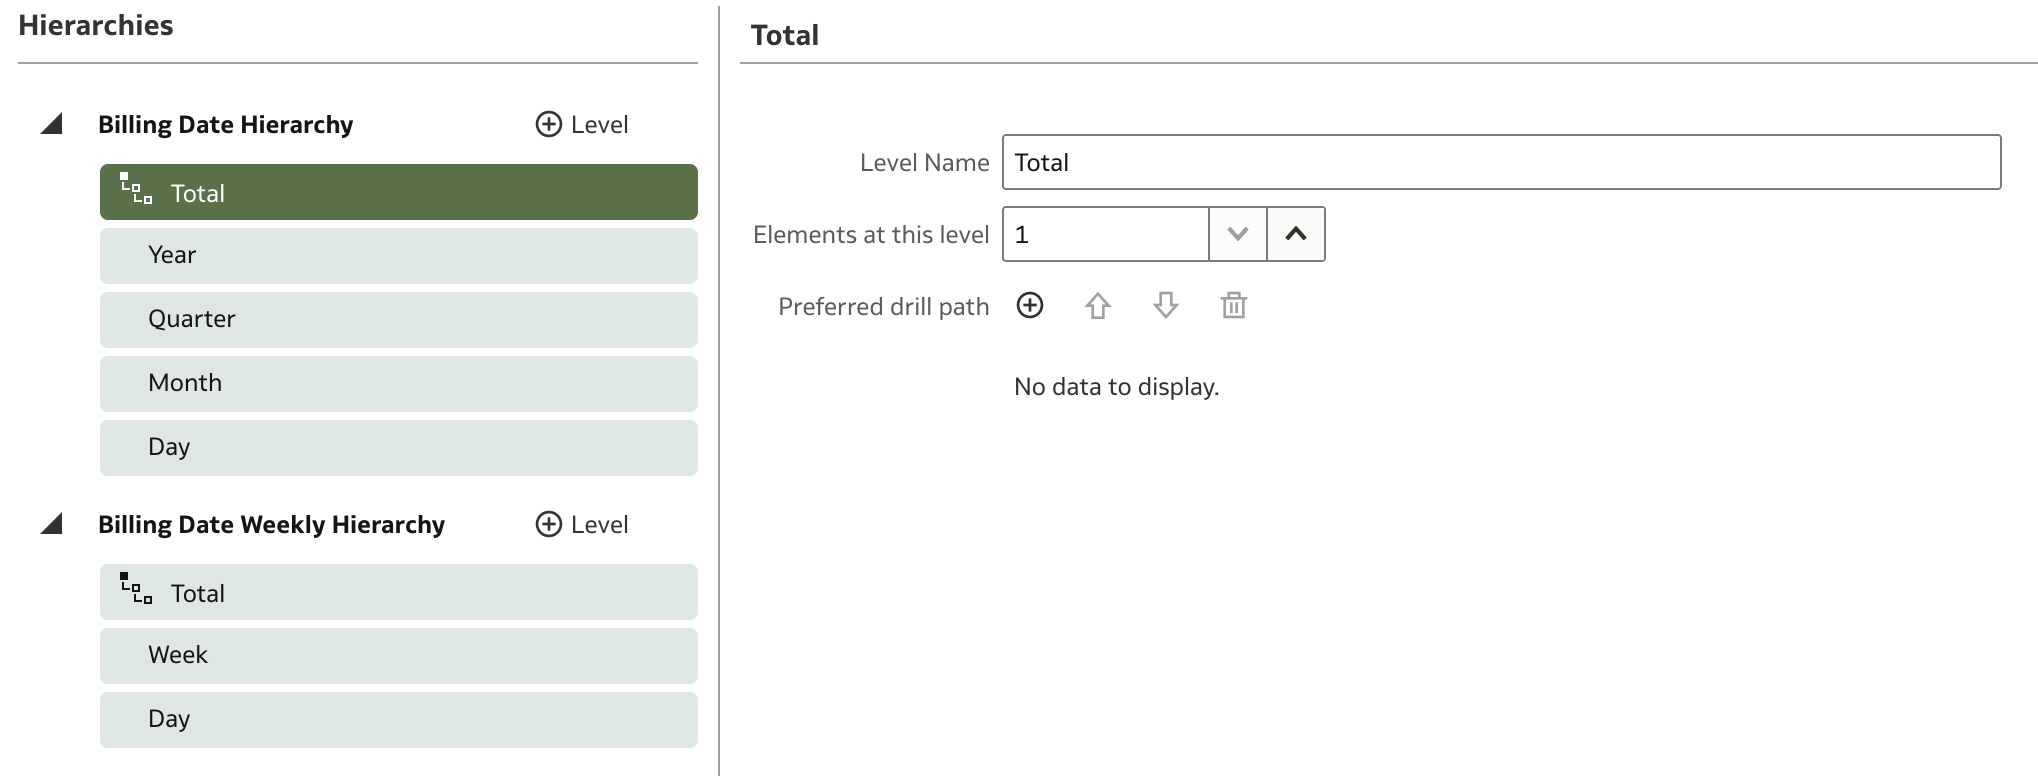 Hierarchies
Billing Date Hierarchy
Level
Total
Year
Quarter
Month
Day
Billing Date Weekly Hierarchy
Level
Total
Week
Day
Total
Level Name
Total
Elements at this level
1
Preferred drill path
No data to display.